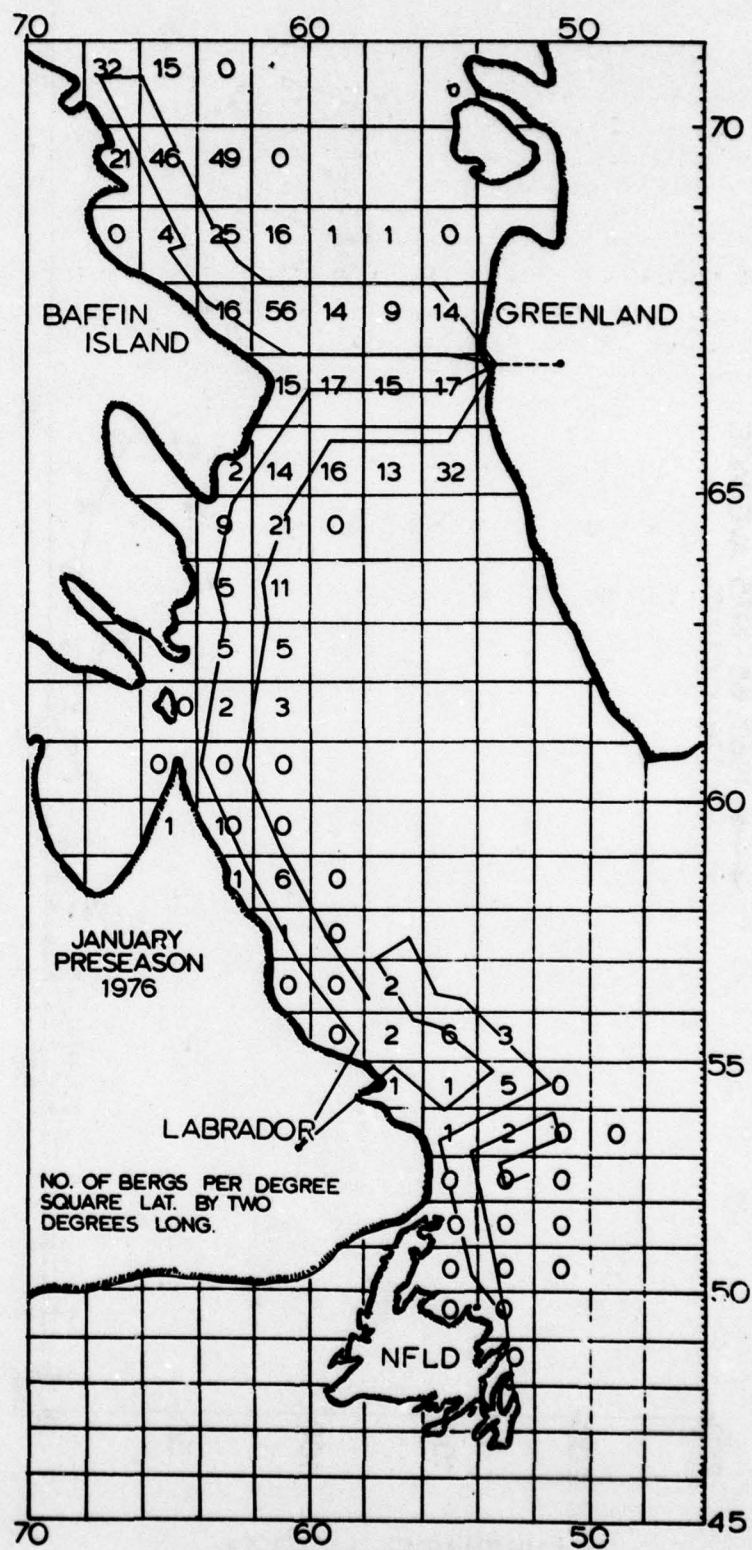 70 60 50
32 15 0
70
21 46 49 0
0 4 25 16 1 1 0
BAFFIN ISLAND
16 56 14 9 14
GREENLAND
15 17 15 17
2 14 16 13 32
65
9 21 0
5 11
5 5
0 2 3
0 0 0
60
1 10 0
1 6 0
1 0
JANUARY
PRESEASON
1976
0 0 2
0 2 6 3
55
1 1 5 0
LABRADOR
1 2 0 0
NO. OF BERGS PER DEGREE
SQUARE LAT. BY TWO
DEGREES LONG.
0 0 0
0 0 0
0 0 0
50
0 0
NFLD
0
45
70 60 50